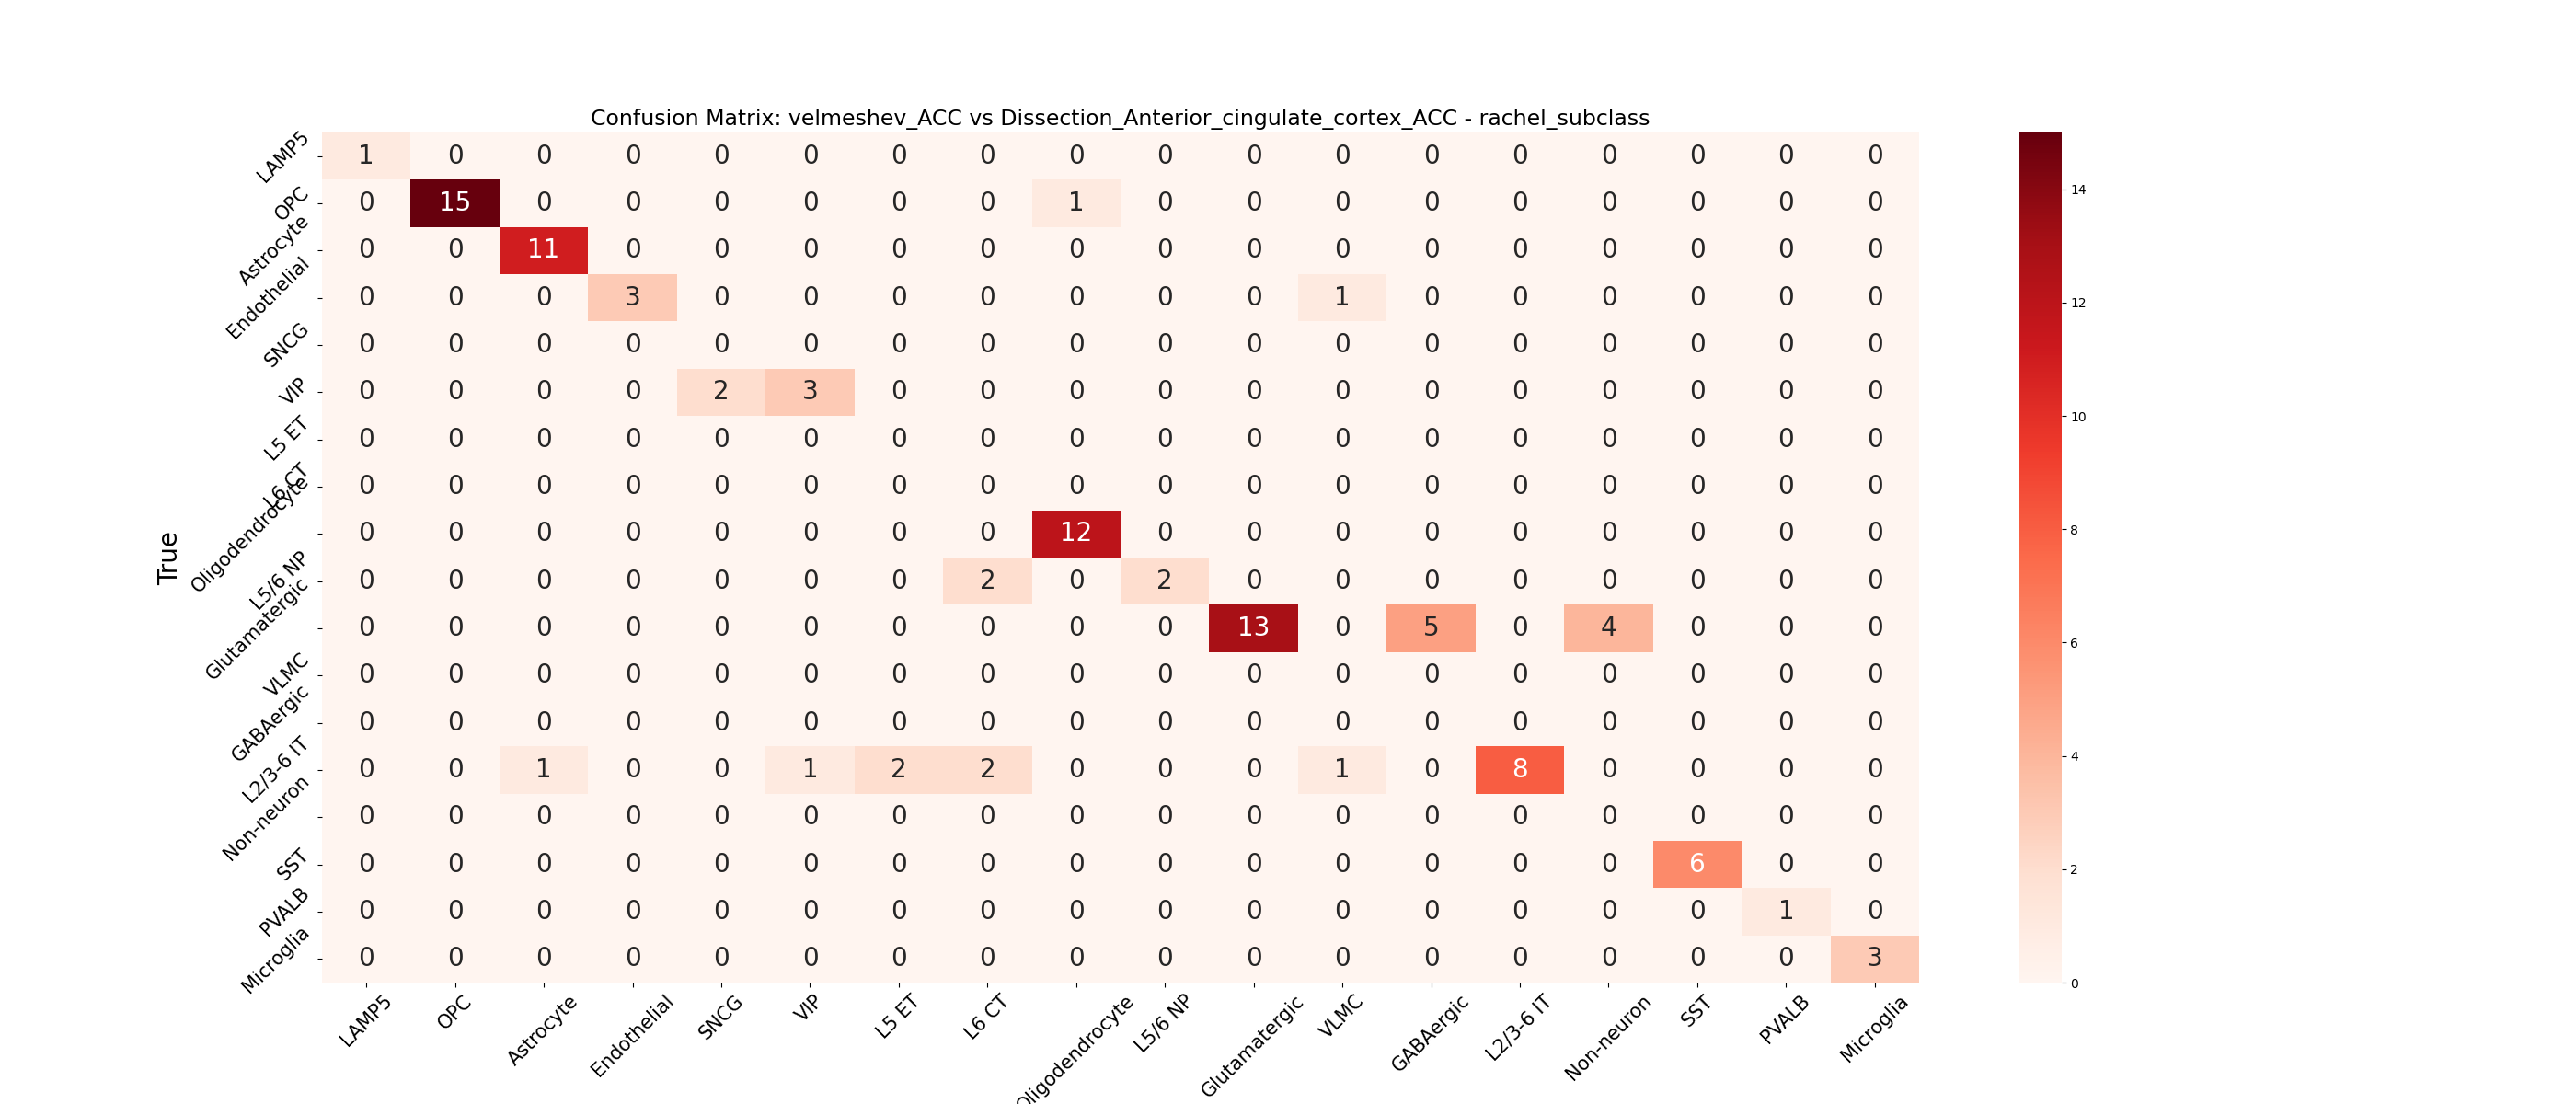 Confusion Matrix: velmeshev_ACC vs Dissection_Anterior_cingulate_cortex_ACC - rachel_subclass
True
LAMP5 1 0 0 0 0 0 0 0 0 0 0 0 0 0 0 0 0 0
OPC 0 15 0 0 0 0 0 0 1 0 0 0 0 0 0 0 0 0
Astrocyte 0 0 11 0 0 0 0 0 0 0 0 0 0 0 0 0 0 0
Endothelial 0 0 0 3 0 0 0 0 0 0 0 1 0 0 0 0 0 0
SNCG 0 0 0 0 0 0 0 0 0 0 0 0 0 0 0 0 0 0
VIP 0 0 0 0 2 3 0 0 0 0 0 0 0 0 0 0 0 0
L5 ET 0 0 0 0 0 0 0 0 0 0 0 0 0 0 0 0 0 0
L6 CT 0 0 0 0 0 0 0 0 0 0 0 0 0 0 0 0 0 0
Oligodendrocyte 0 0 0 0 0 0 0 0 12 0 0 0 0 0 0 0 0 0
L5/6 NP 0 0 0 0 0 0 0 2 0 2 0 0 0 0 0 0 0 0
Glutamatergic 0 0 0 0 0 0 0 0 0 0 13 0 5 0 4 0 0 0
VLMC 0 0 0 0 0 0 0 0 0 0 0 0 0 0 0 0 0 0
GABAergic 0 0 0 0 0 0 0 0 0 0 0 0 0 0 0 0 0 0
L2/3-6 IT 0 0 1 0 0 1 2 2 0 0 0 1 0 8 0 0 0 0
Non-neuron 0 0 0 0 0 0 0 0 0 0 0 0 0 0 0 0 0 0
SST 0 0 0 0 0 0 0 0 0 0 0 0 0 0 0 6 0 0
PVALB 0 0 0 0 0 0 0 0 0 0 0 0 0 0 0 0 1 0
Microglia 0 0 0 0 0 0 0 0 0 0 0 0 0 0 0 0 0 3
LAMP5 OPC Astrocyte Endothelial SNCG VIP L5 ET L6 CT Oligodendrocyte L5/6 NP Glutamatergic VLMC GABAergic L2/3-6 IT Non-neuron SST PVALB Microglia
14
12
10
8
6
4
2
0